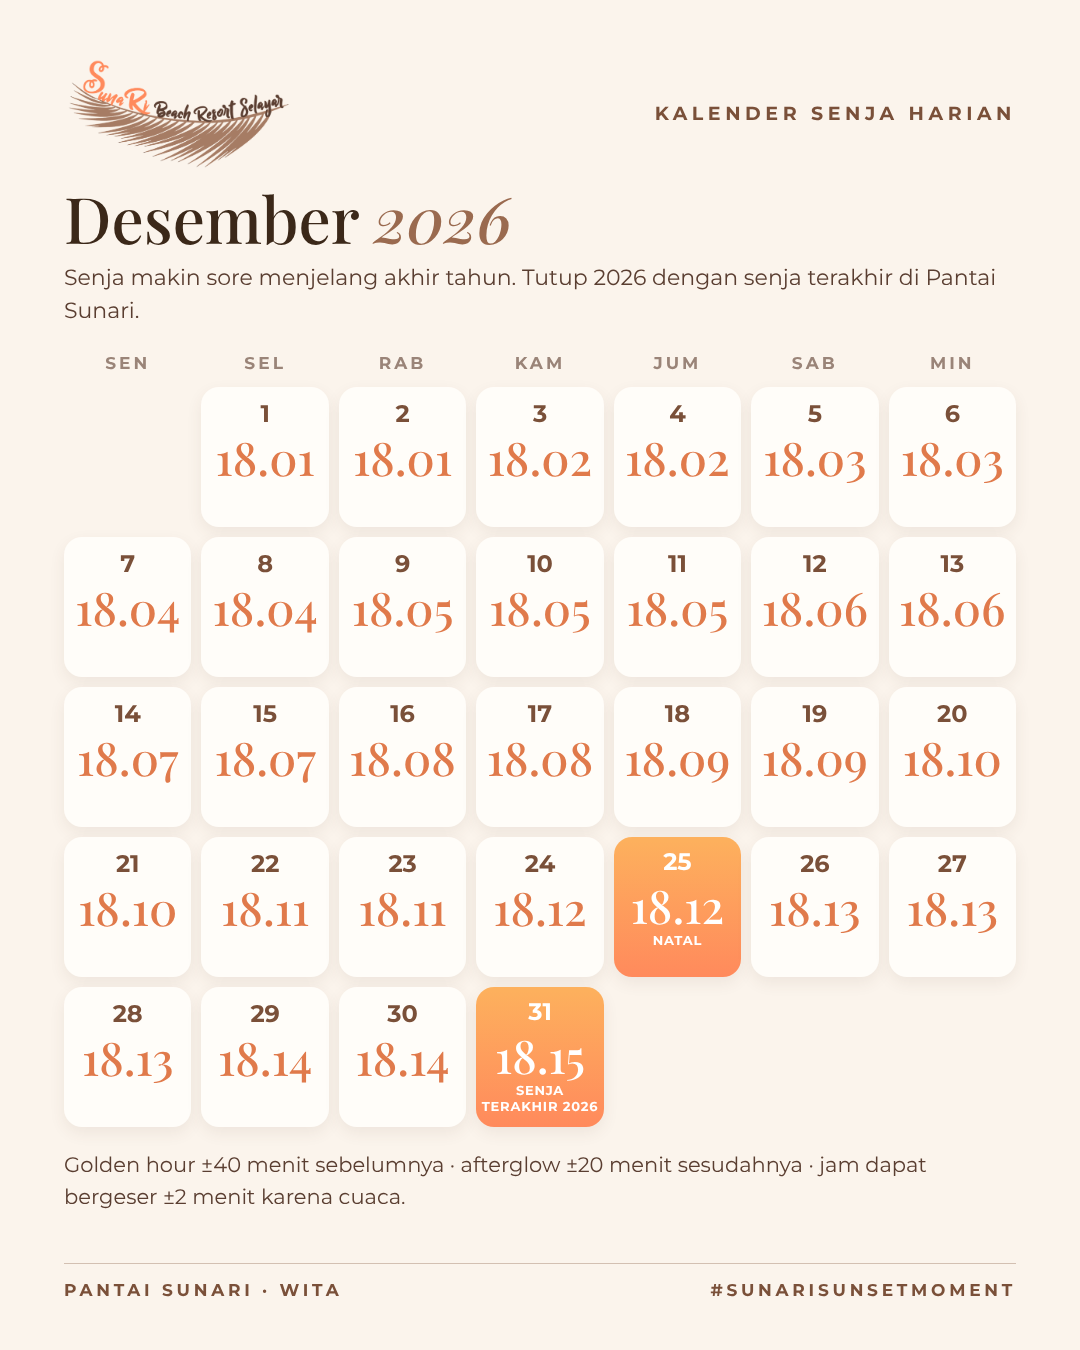 SunaRi Beach Resort Selayar
KALENDER SENJA HARIAN
Desember 2026
Senja makin sore menjelang akhir tahun. Tutup 2026 dengan senja terakhir di Pantai
Sunari.
SEN SEL RAB KAM JUM SAB MIN
1 2 3 4 5 6
18.01 18.01 18.02 18.02 18.03 18.03
7 8 9 10 11 12 13
18.04 18.04 18.05 18.05 18.05 18.06 18.06
14 15 16 17 18 19 20
18.07 18.07 18.08 18.08 18.09 18.09 18.10
21 22 23 24 25 26 27
18.10 18.11 18.11 18.12 18.12 18.13 18.13
NATAL
28 29 30 31
18.13 18.14 18.14 18.15
SENJA
TERAKHIR 2026
Golden hour ±40 menit sebelumnya · afterglow ±20 menit sesudahnya · jam dapat
bergeser ±2 menit karena cuaca.
PANTAI SUNARI · WITA
#SUNARISUNSETMOMENT